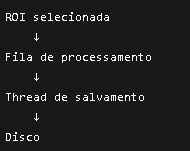 ROI selecionada
↓
Fila de processamento
↓
Thread de salvamento
↓
Disco